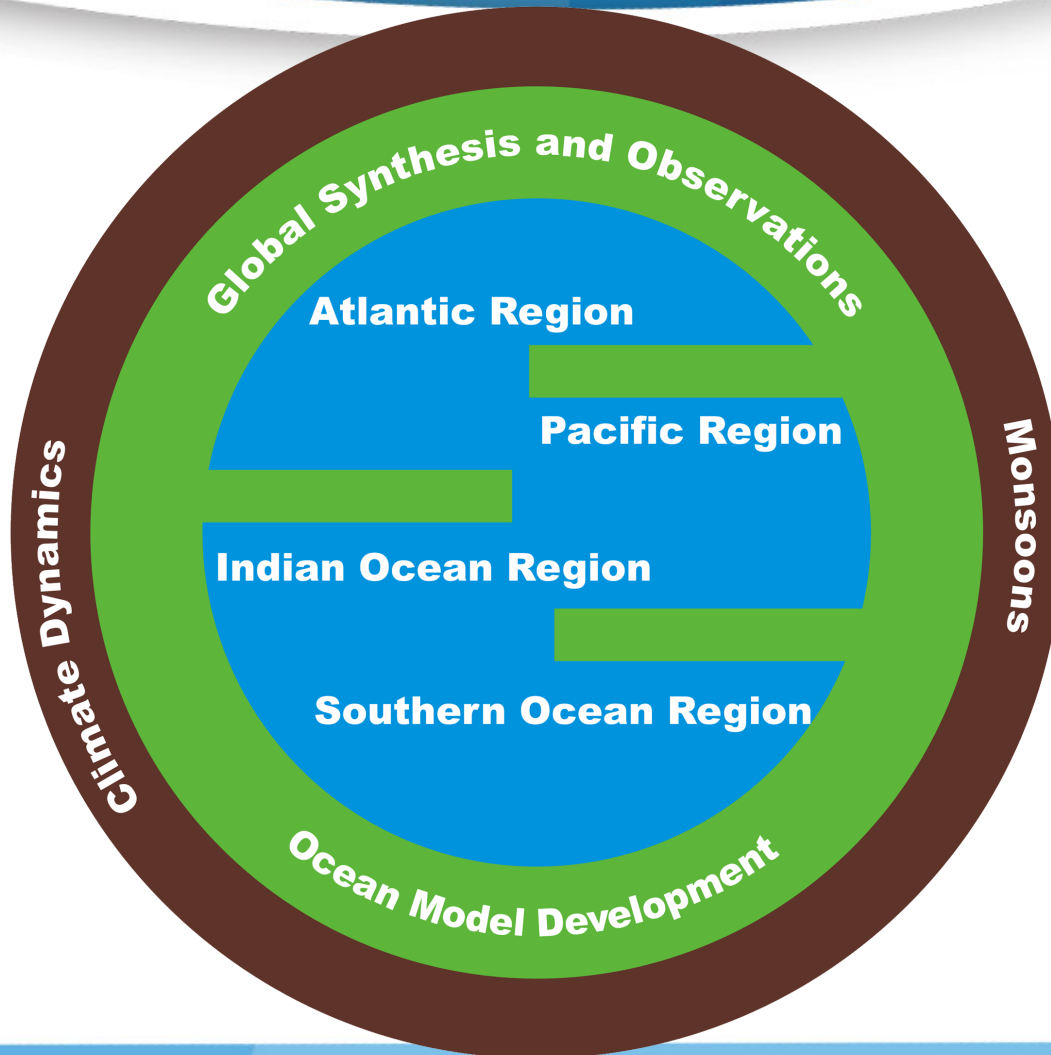 Global Synthesis and Observations
Atlantic Region
Pacific Region
Indian Ocean Region
Southern Ocean Region
Ocean Model Development
Climate Dynamics
Monsoons